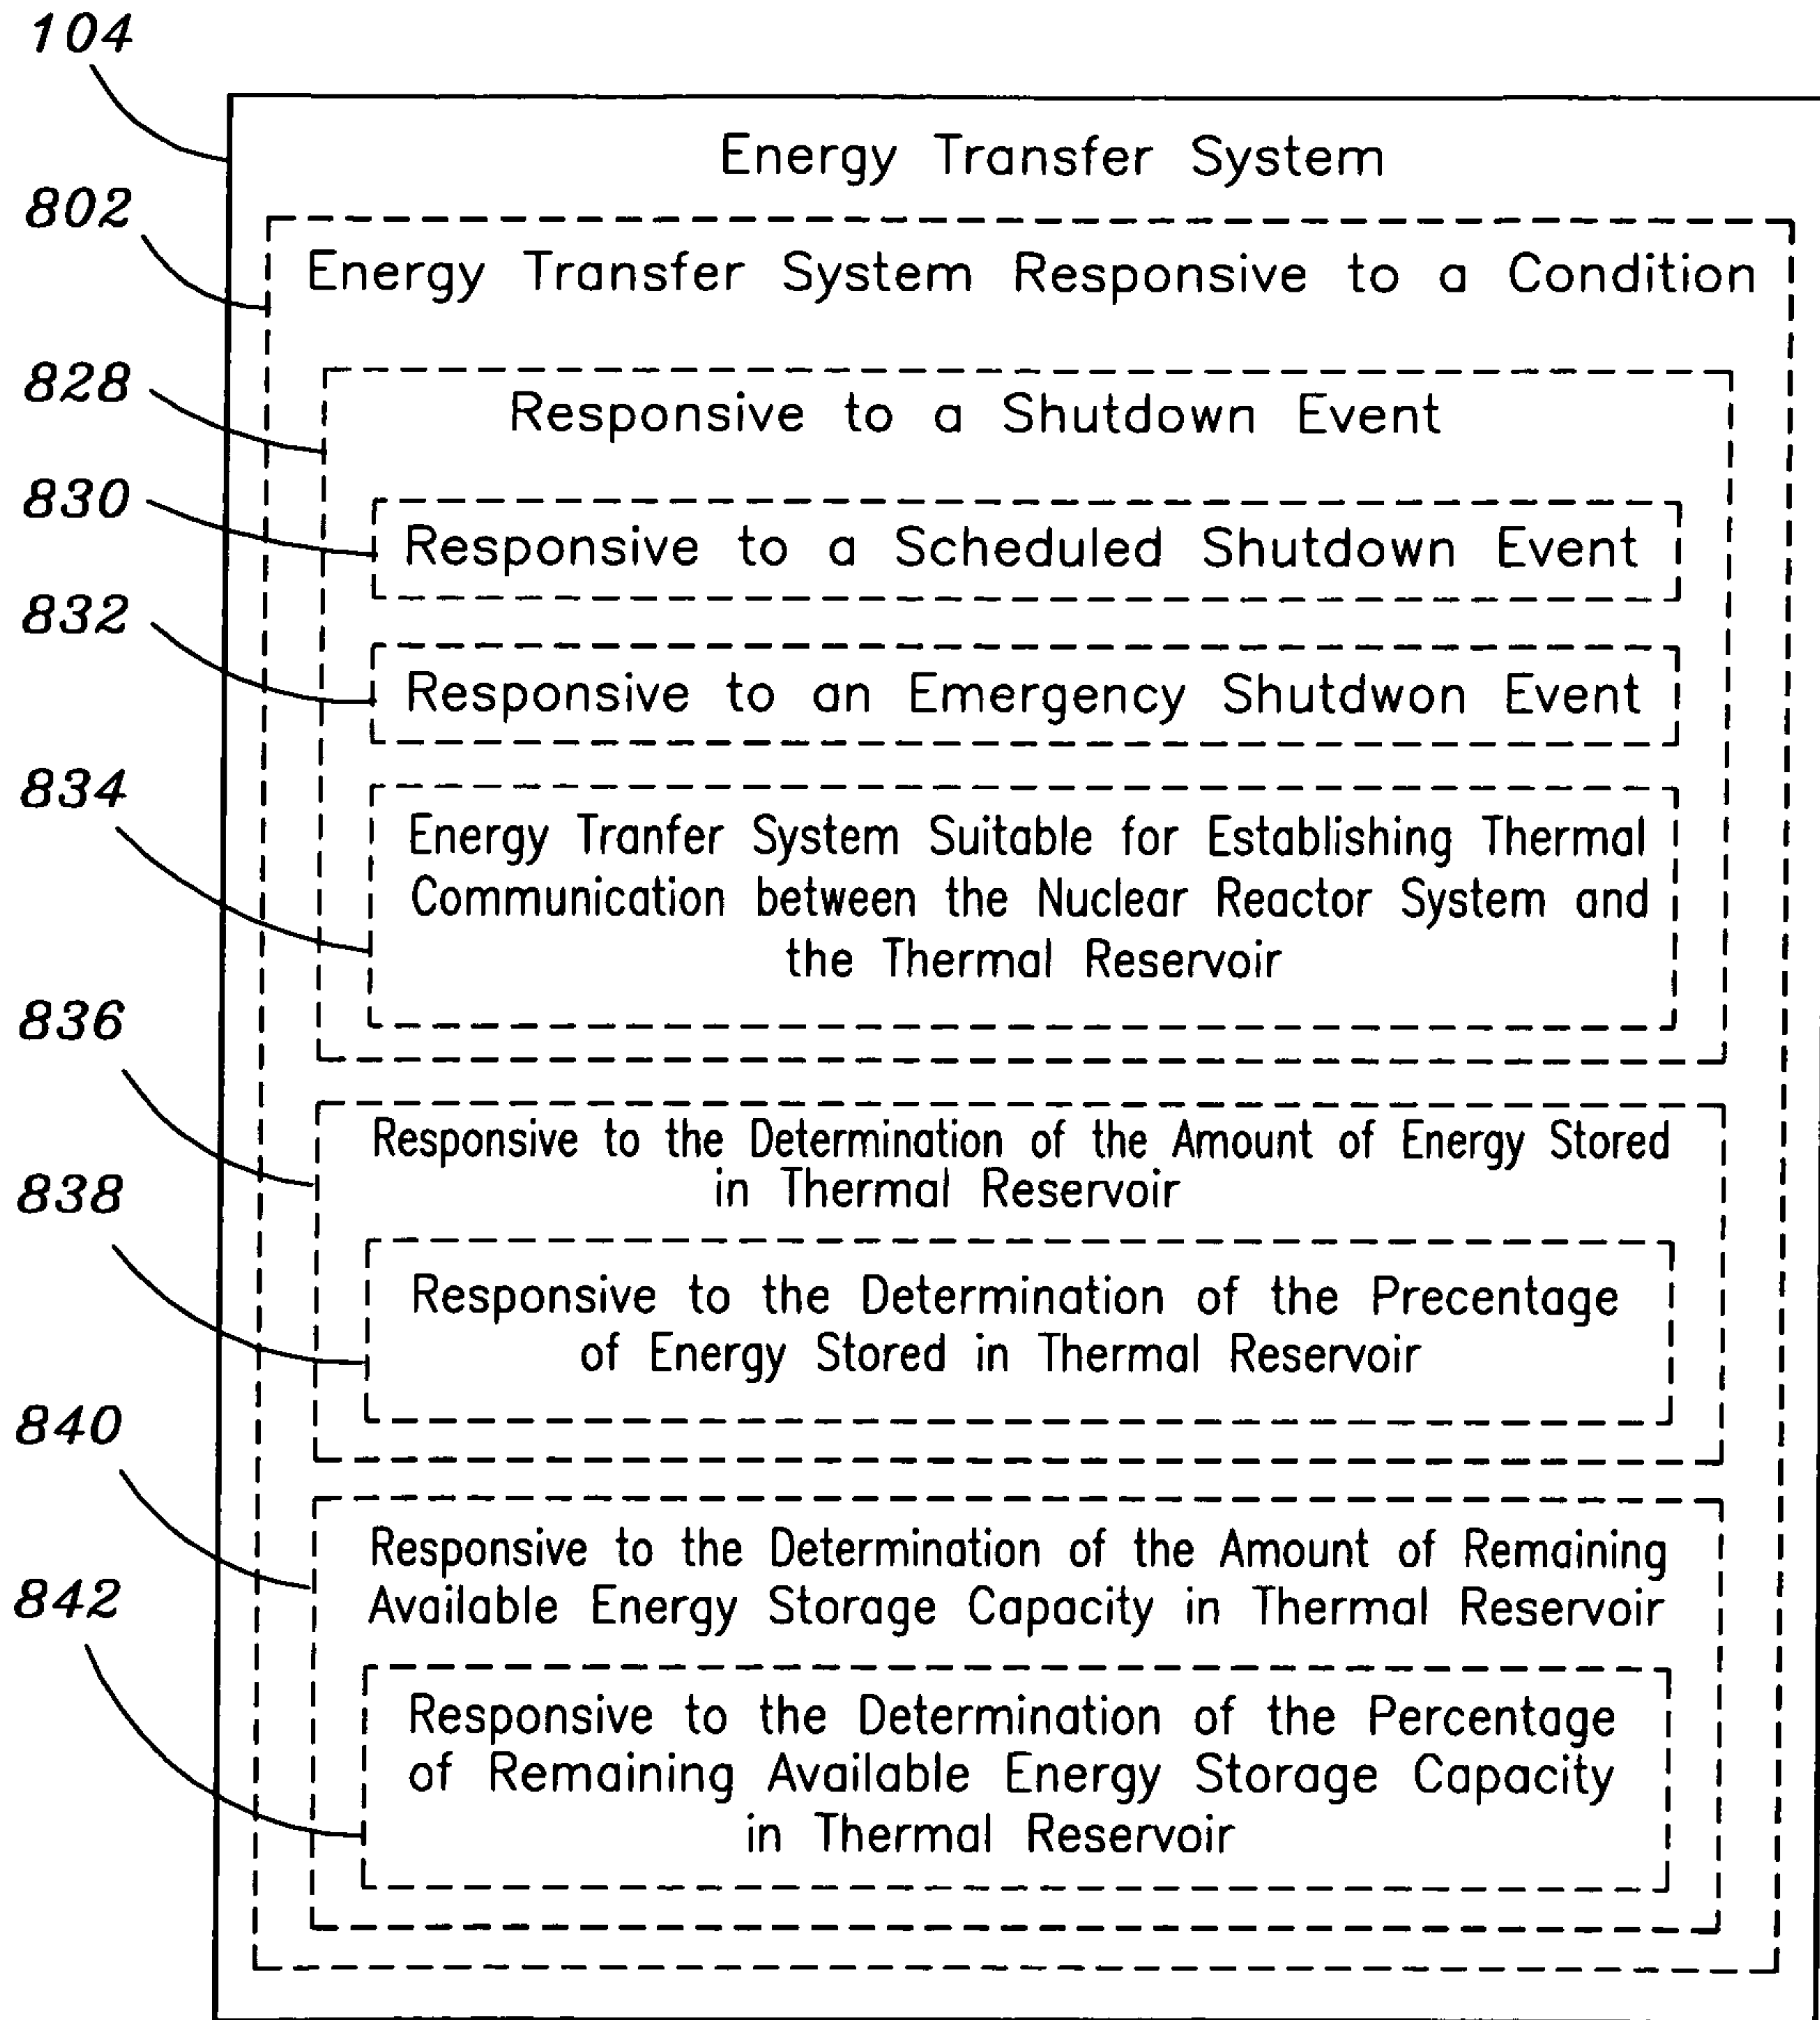 104
Energy Transfer System
802
Energy Transfer System Responsive to a Condition
828
Responsive to a Shutdown Event
830
Responsive to a Scheduled Shutdown Event
832
Responsive to an Emergency Shutdwon Event
834
Energy Tranfer System Suitable for Establishing Thermal
Communication between the Nuclear Reactor System and
the Thermal Reservoir
836
Responsive to the Determination of the Amount of Energy Stored
in Thermal Reservoir
838
Responsive to the Determination of the Precentage
of Energy Stored in Thermal Reservoir
840
Responsive to the Determination of the Amount of Remaining
Available Energy Storage Capacity in Thermal Reservoir
842
Responsive to the Determination of the Percentage
of Remaining Available Energy Storage Capacity
in Thermal Reservoir